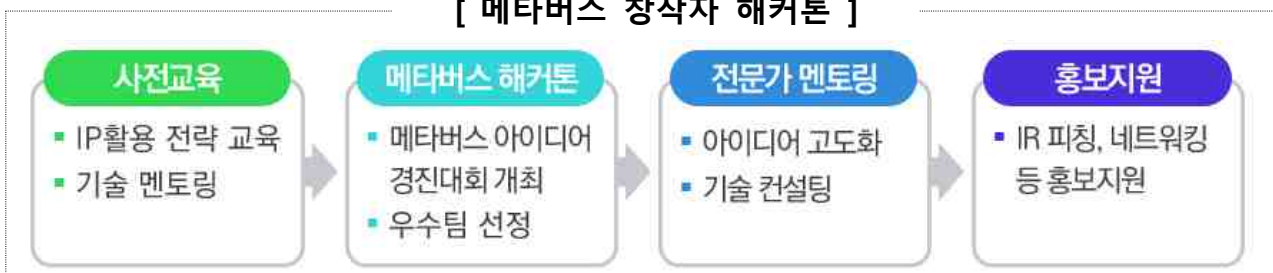 [ 메타버스 창작자 해커톤 ]
사전교육
▪ IP활용 전략 교육
▪ 기술 멘토링
메타버스 해커톤
▪ 메타버스 아이디어
경진대회 개최
▪ 우수팀 선정
전문가 멘토링
▪ 아이디어 고도화
▪ 기술 컨설팅
홍보지원
▪ IR 피칭, 네트워킹
등 홍보지원